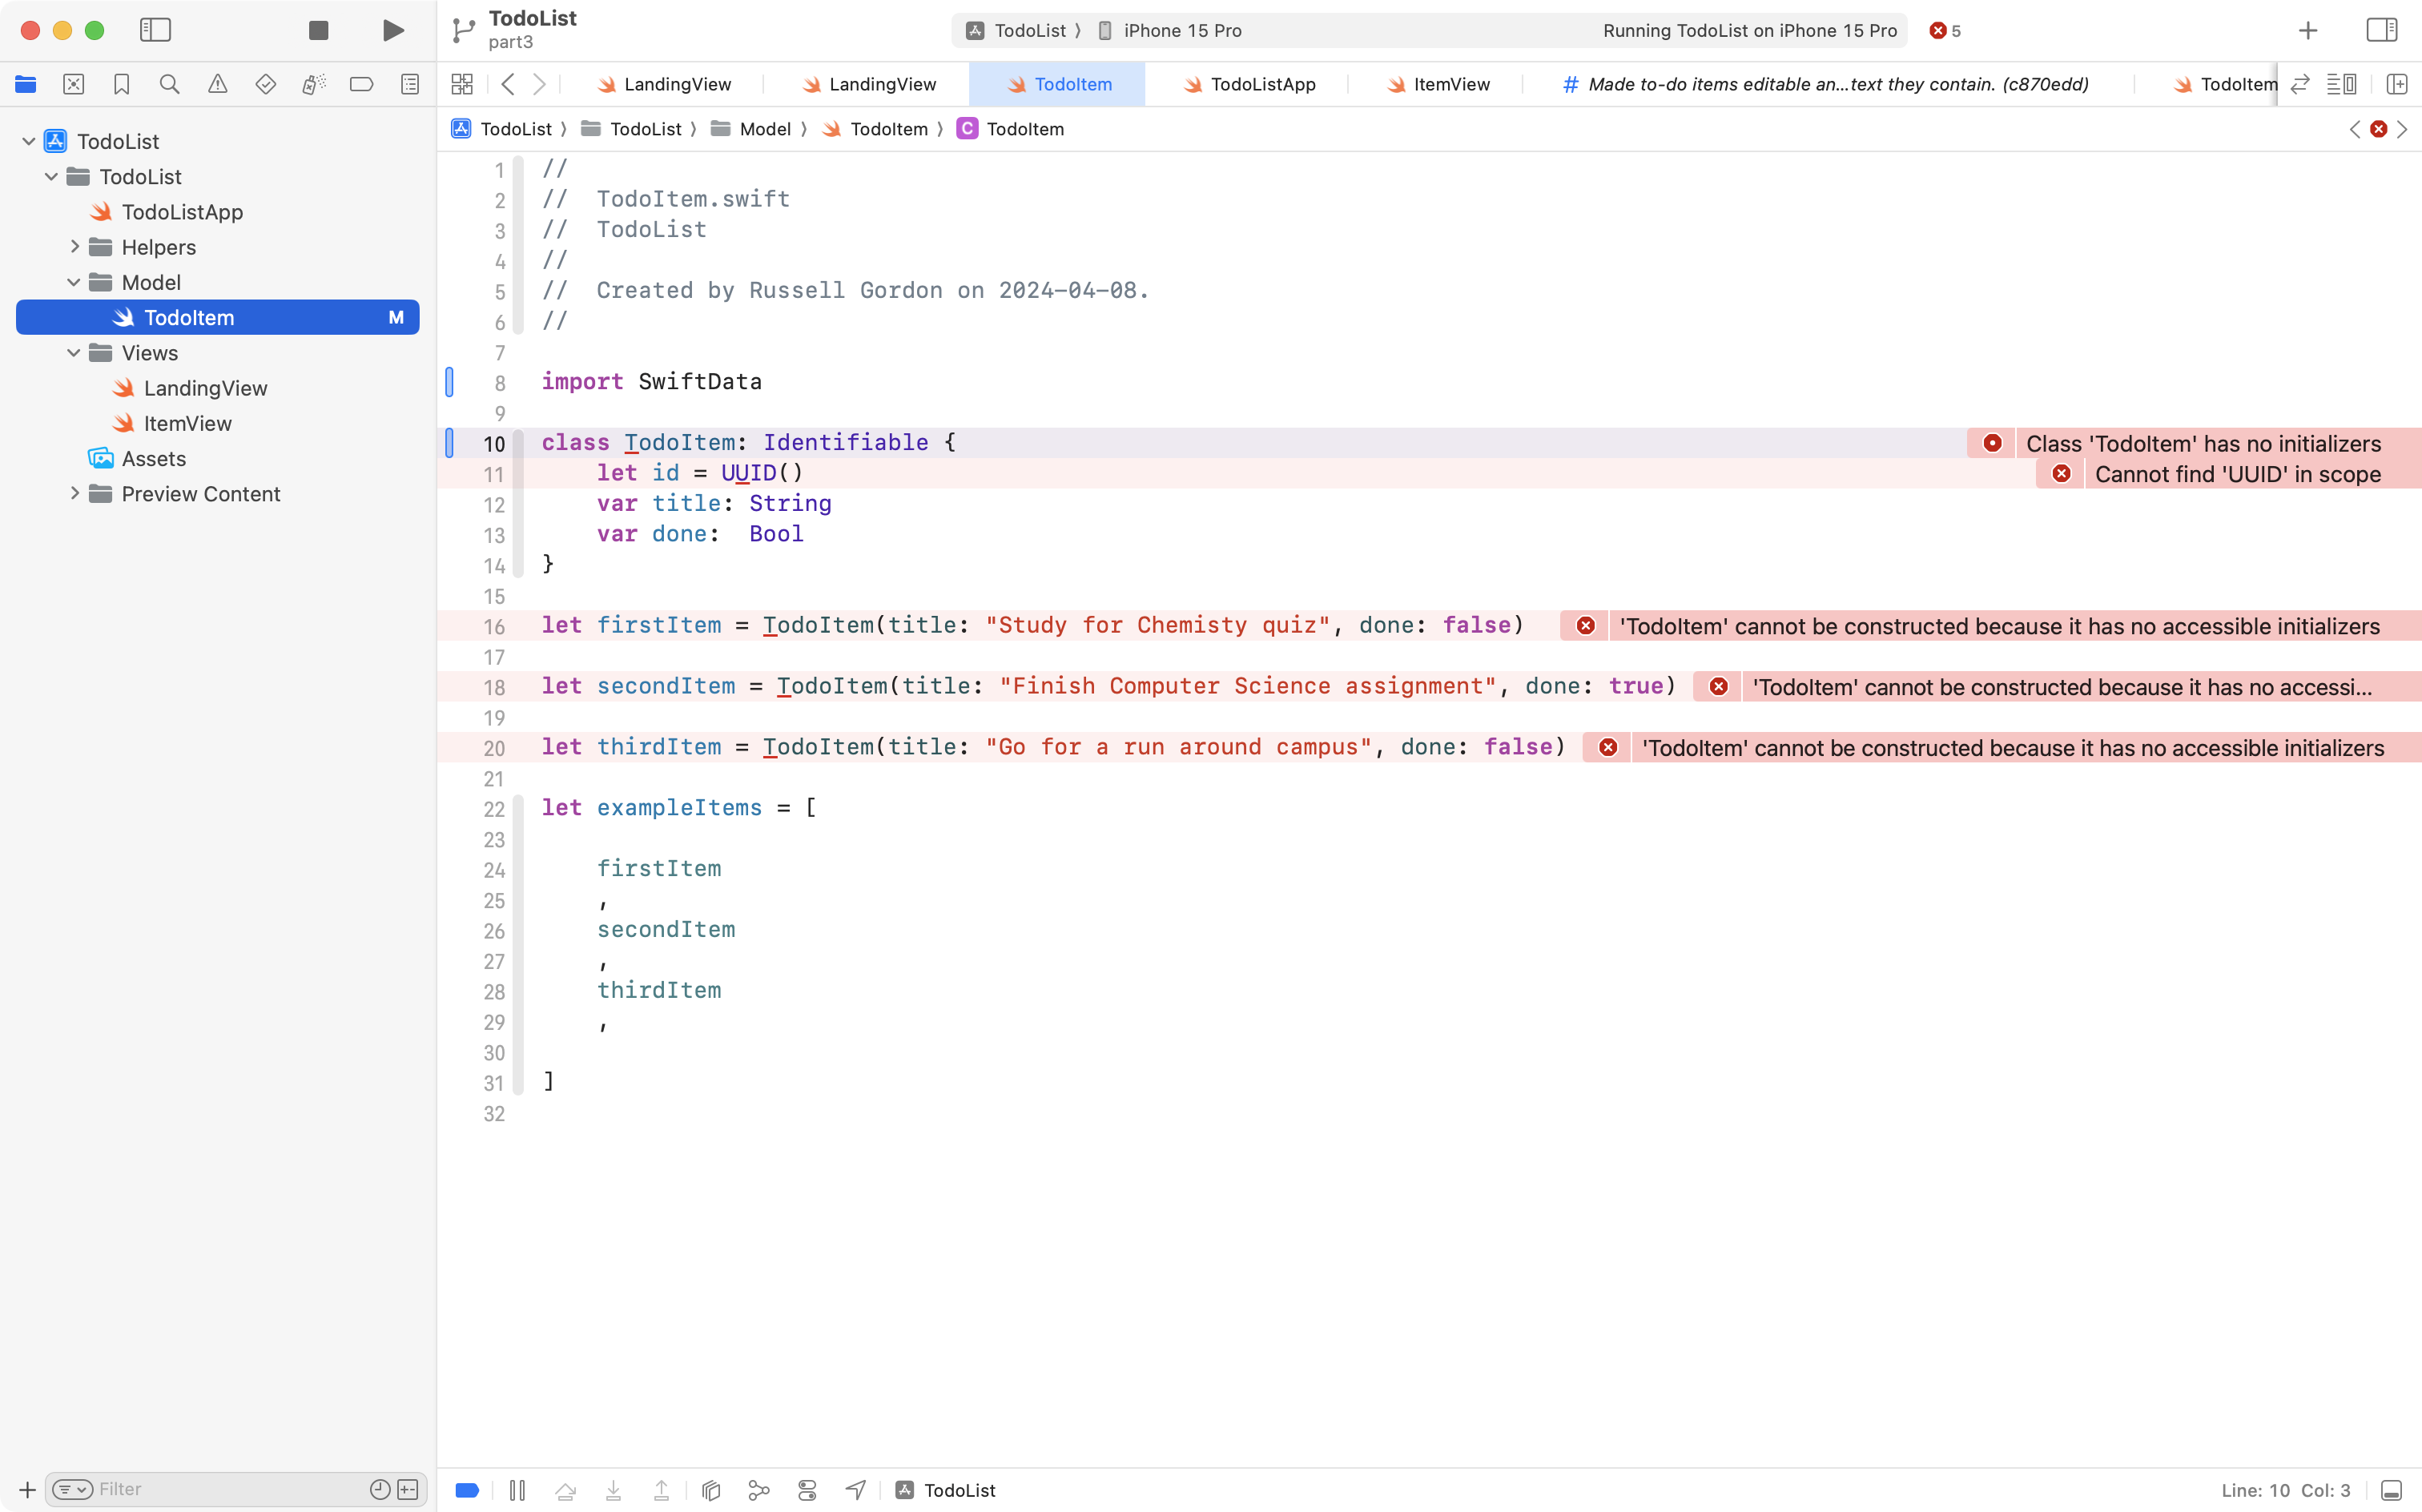 TodoList
part3
TodoList ⟩ iPhone 15 Pro
Running TodoList on iPhone 15 Pro
5
LandingView
LandingView
TodoItem
TodoListApp
ItemView
# Made to-do items editable an...text they contain. (c870edd)
TodoItem
TodoList ⟩ TodoList ⟩ Model ⟩ TodoItem ⟩ C TodoItem
TodoList
TodoList
TodoListApp
Helpers
Model
TodoItem M
Views
LandingView
ItemView
Assets
Preview Content
1 //
2 //  TodoItem.swift
3 //  TodoList
4 //
5 //  Created by Russell Gordon on 2024-04-08.
6 //
7
8 import SwiftData
9
10 class TodoItem: Identifiable { Class 'TodoItem' has no initializers
11     let id = UUID() Cannot find 'UUID' in scope
12     var title: String
13     var done:  Bool
14 }
15
16 let firstItem = TodoItem(title: "Study for Chemisty quiz", done: false) 'TodoItem' cannot be constructed because it has no accessible initializers
17
18 let secondItem = TodoItem(title: "Finish Computer Science assignment", done: true) 'TodoItem' cannot be constructed because it has no accessi...
19
20 let thirdItem = TodoItem(title: "Go for a run around campus", done: false) 'TodoItem' cannot be constructed because it has no accessible initializers
21
22 let exampleItems = [
23
24     firstItem
25     ,
26     secondItem
27     ,
28     thirdItem
29     ,
30
31 ]
32
Filter
TodoList
Line: 10 Col: 3